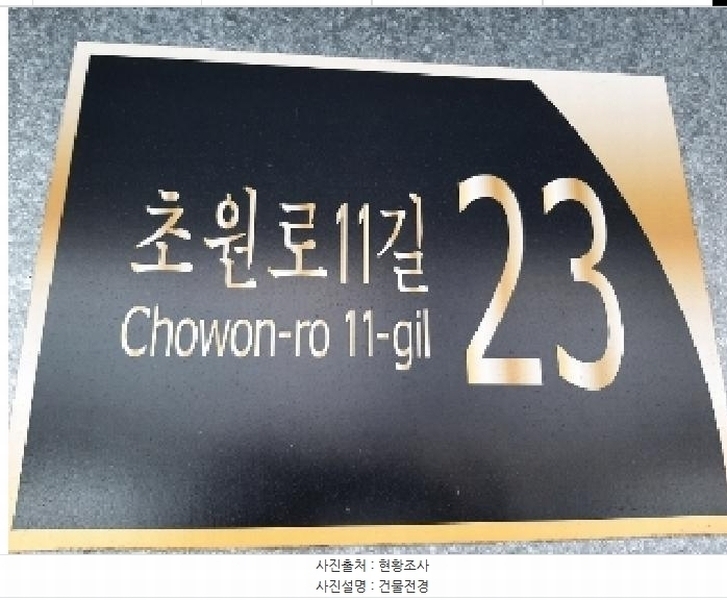 초원로11길 23
Chowon-ro 11-gil
사진출처 : 현황조사
사진설명 : 건물전경